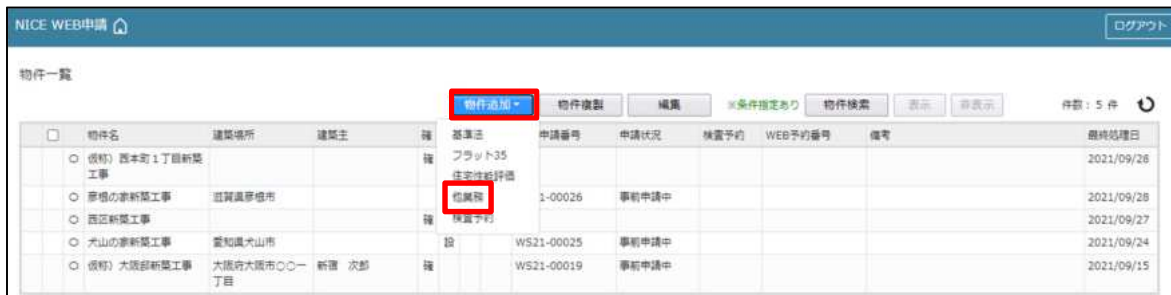 NICE WEB申請
ログアウト
物件一覧
物件追加 物件複製 編集 ※条件指定あり 物件検索 表示 非表示 件数:5 件
物件名 建築場所 建築主 確 申請番号 申請状況 検査予約 WEB予約番号 備考 最終処理日
基準法
フラット35
住宅性能評価
他業務
検査予約
仮称）西本町１丁目新築工事 確 2021/09/28
彦根の家新築工事 滋賀県彦根市 1-00026 事前申請中 2021/09/28
西区新築工事 確 2021/09/27
犬山の家新築工事 愛知県犬山市 設 WS21-00025 事前申請中 2021/09/24
仮称）大阪邸新築工事 大阪府大阪市○○一丁目 新宿 次郎 確 WS21-00019 事前申請中 2021/09/15